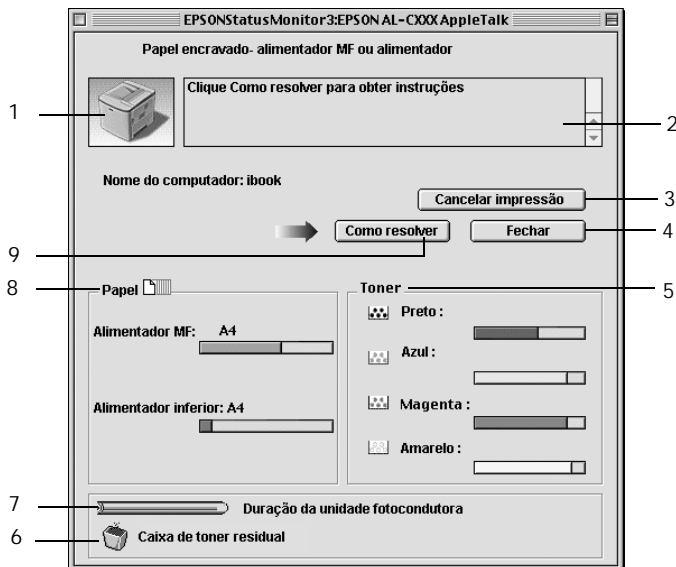 EPSONStatusMonitor3:EPSON AL-CXXX AppleTalk
Papel encravado- alimentador MF ou alimentador
1
Clique Como resolver para obter instruções
2
Nome do computador: ibook
Cancelar impressão
3
Como resolver
Fechar
4
9
8
Papel
Toner
5
Preto :
Alimentador MF: A4
Azul :
Alimentador inferior: A4
Magenta :
Amarelo :
7
Duração da unidade fotocondutora
6
Caixa de toner residual